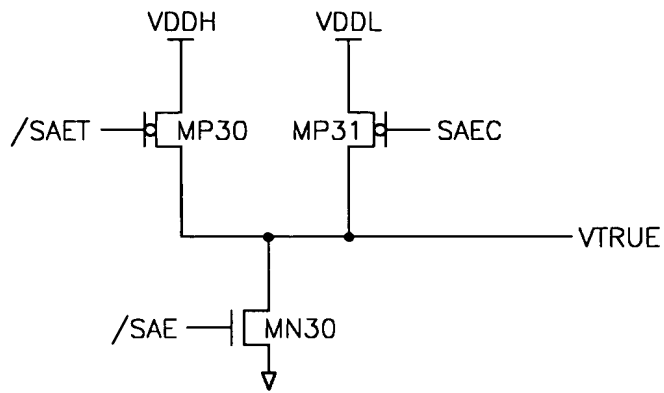 VDDH
VDDL
/SAET
MP30
MP31
SAEC
VTRUE
/SAE
MN30